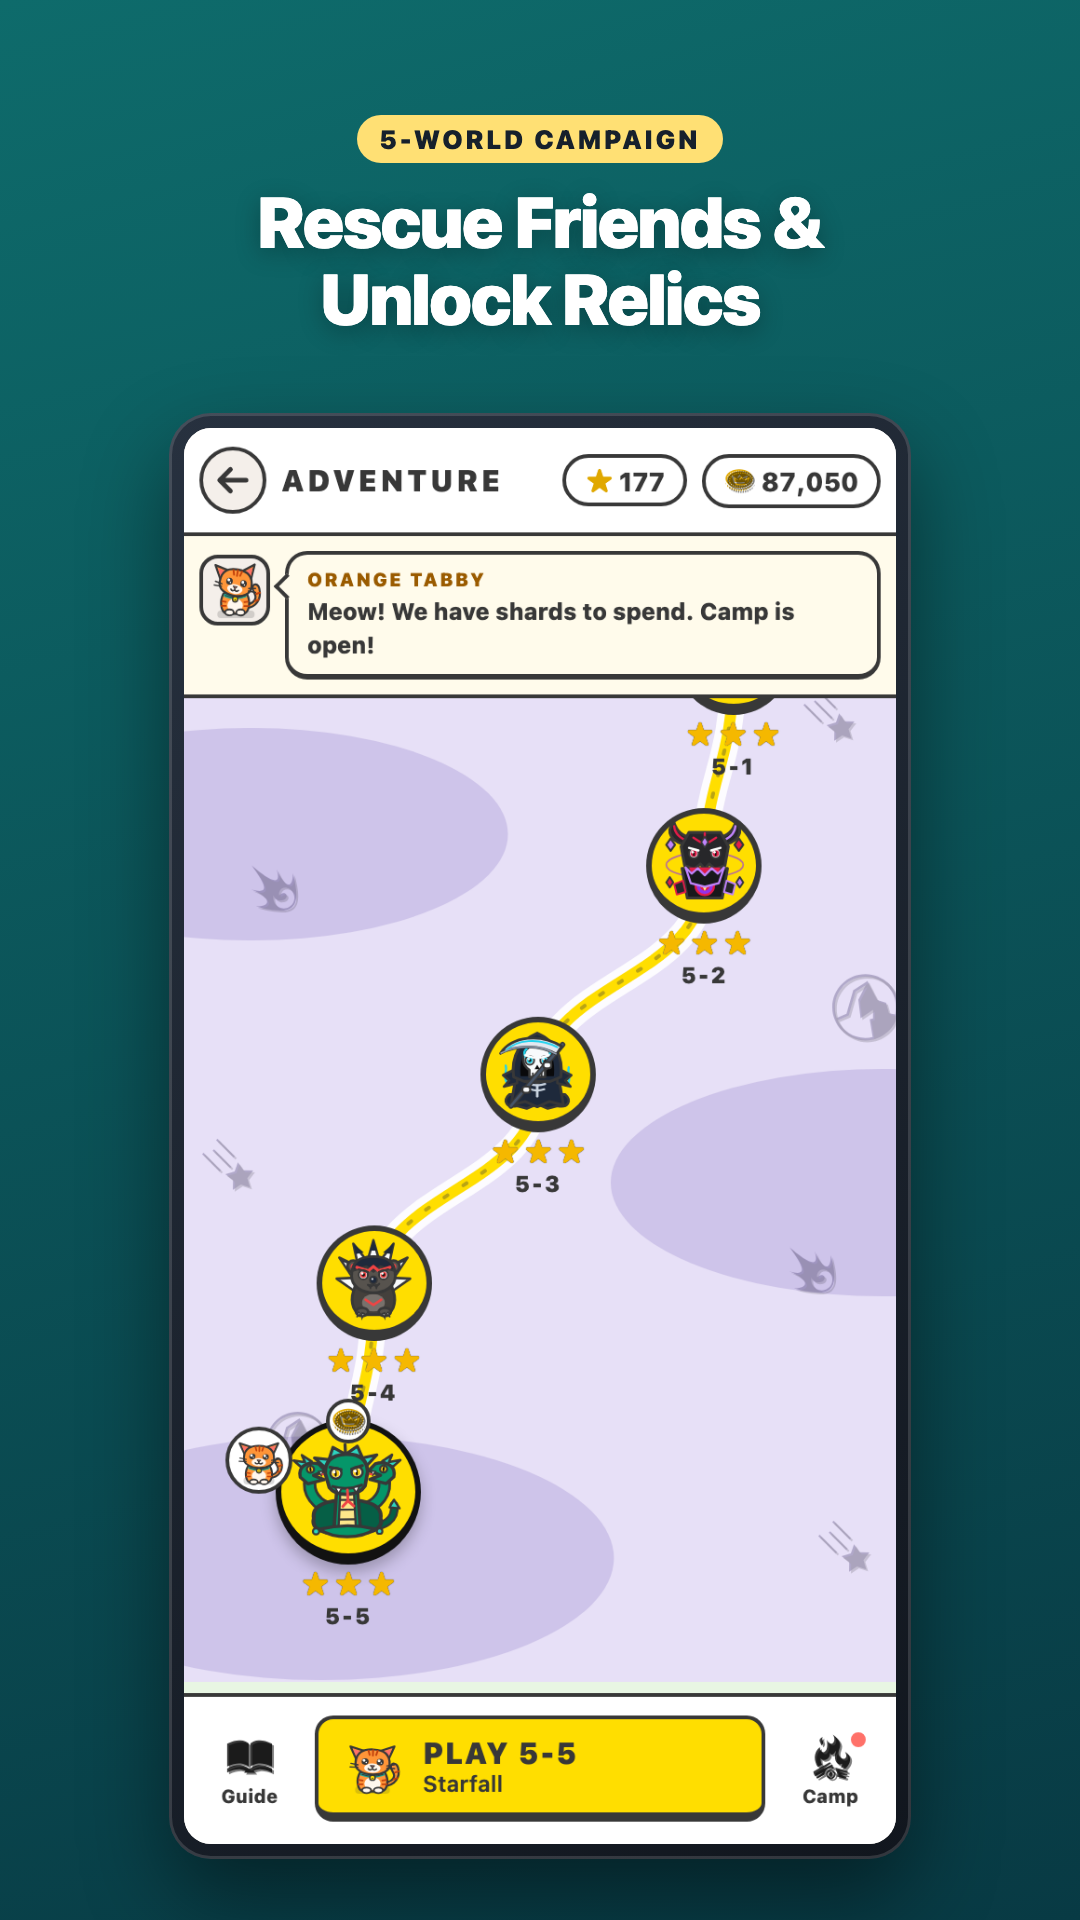 5-WORLD CAMPAIGN
Rescue Friends &
Unlock Relics
ADVENTURE
177
87,050
ORANGE TABBY
Meow! We have shards to spend. Camp is
open!
5-1
5-2
5-3
5-4
5-5
PLAY 5-5
Starfall
Guide
Camp